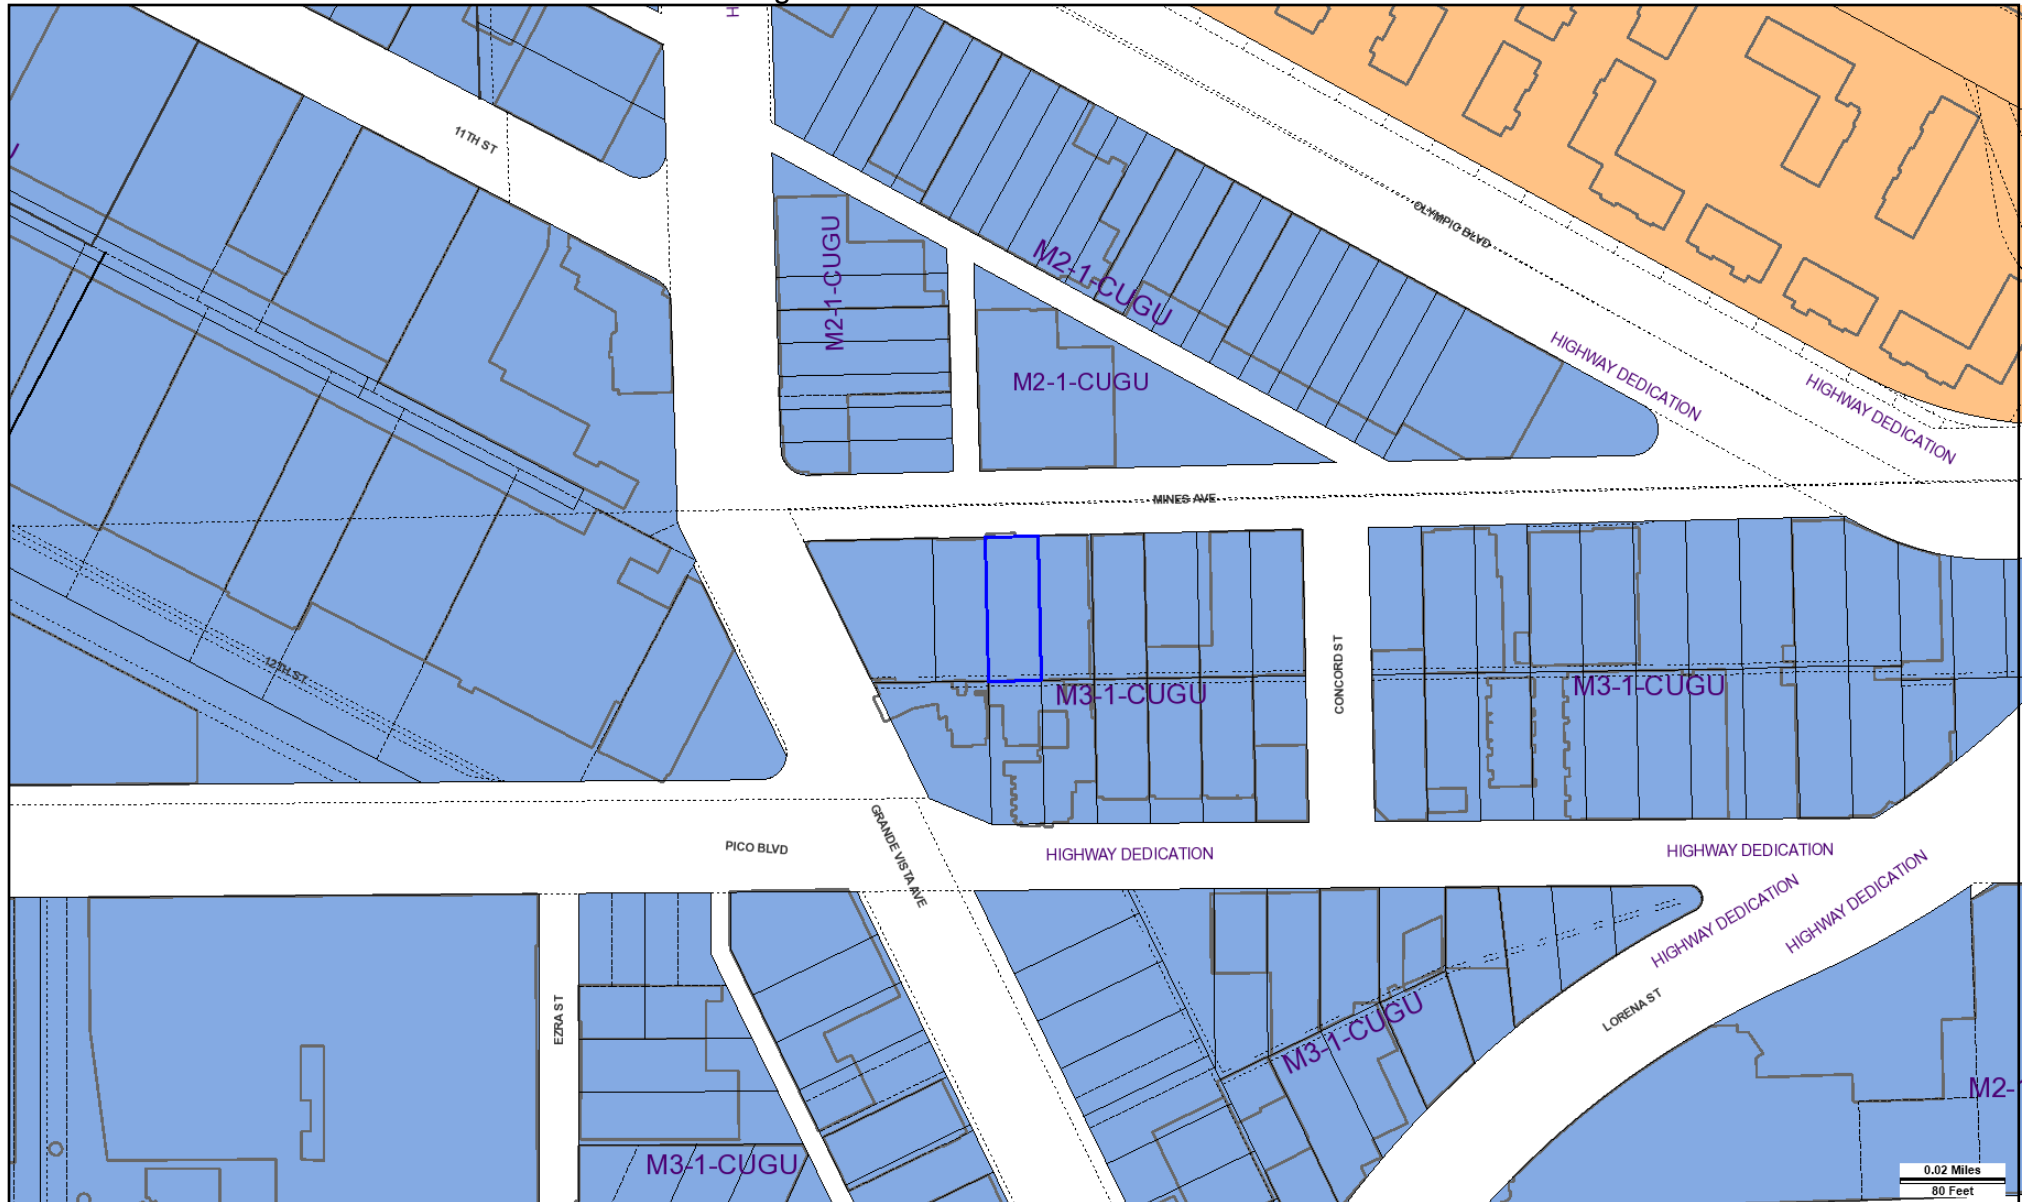 11TH ST
OLYMPIC BLVD
M2-1-CUGU
M2-1-CUGU
M2-1-CUGU
HIGHWAY DEDICATION
HIGHWAY DEDICATION
MINES AVE
12TH ST
CONCORD ST
M3-1-CUGU
M3-1-CUGU
GRANDE VISTA AVE
PICO BLVD
HIGHWAY DEDICATION
HIGHWAY DEDICATION
HIGHWAY DEDICATION
HIGHWAY DEDICATION
EZRA ST
LORENA ST
M3-1-CUGU
M2-
M3-1-CUGU
0.02 Miles
80 Feet